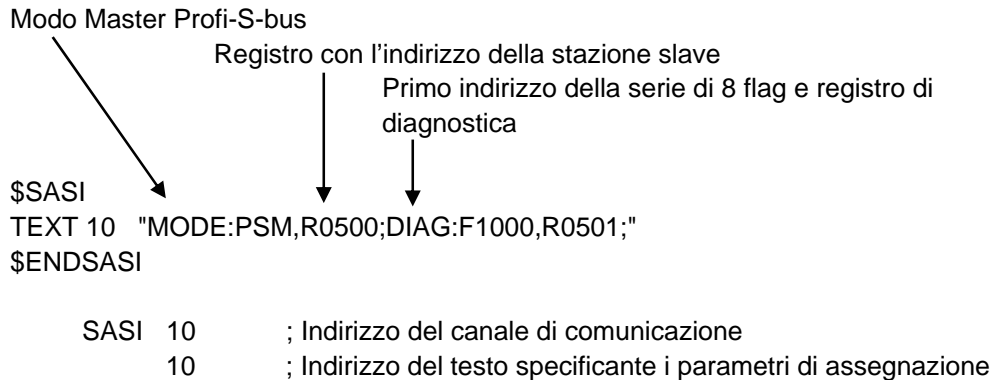 Modo Master Profi-S-bus
Registro con l'indirizzo della stazione slave
Primo indirizzo della serie di 8 flag e registro di
diagnostica
$SASI
TEXT 10 "MODE:PSM,R0500;DIAG:F1000,R0501;"
$ENDSASI
SASI 10 ; Indirizzo del canale di comunicazione
10 ; Indirizzo del testo specificante i parametri di assegnazione